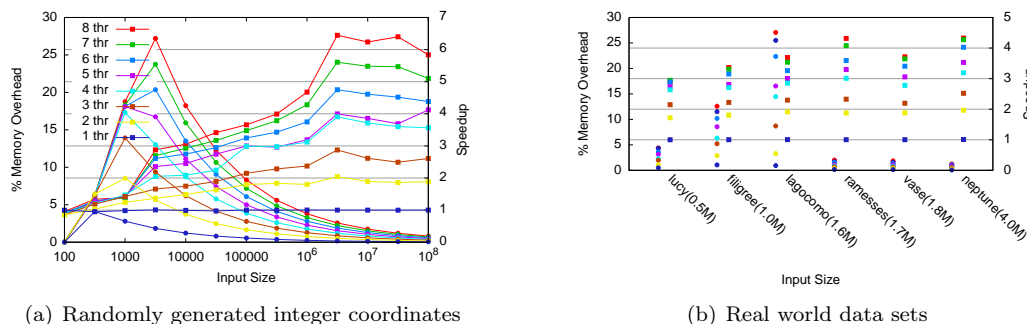 30
25
20
15
10
5
0
% Memory Overhead
8 thr
7 thr
6 thr
5 thr
4 thr
3 thr
2 thr
1 thr
7
6
5
4
3
2
1
0
Speedup
100
1000
10000
100000
10^6
10^7
10^8
Input Size
(a) Randomly generated integer coordinates
30
25
20
15
10
5
0
% Memory Overhead
5
4
3
2
1
0
Speedup
lucy(0.5M)
filigree(1.0M)
lagocomo(1.6M)
ramesses(1.7M)
vase(1.8M)
neptune(4.0M)
Input Size
(b) Real world data sets